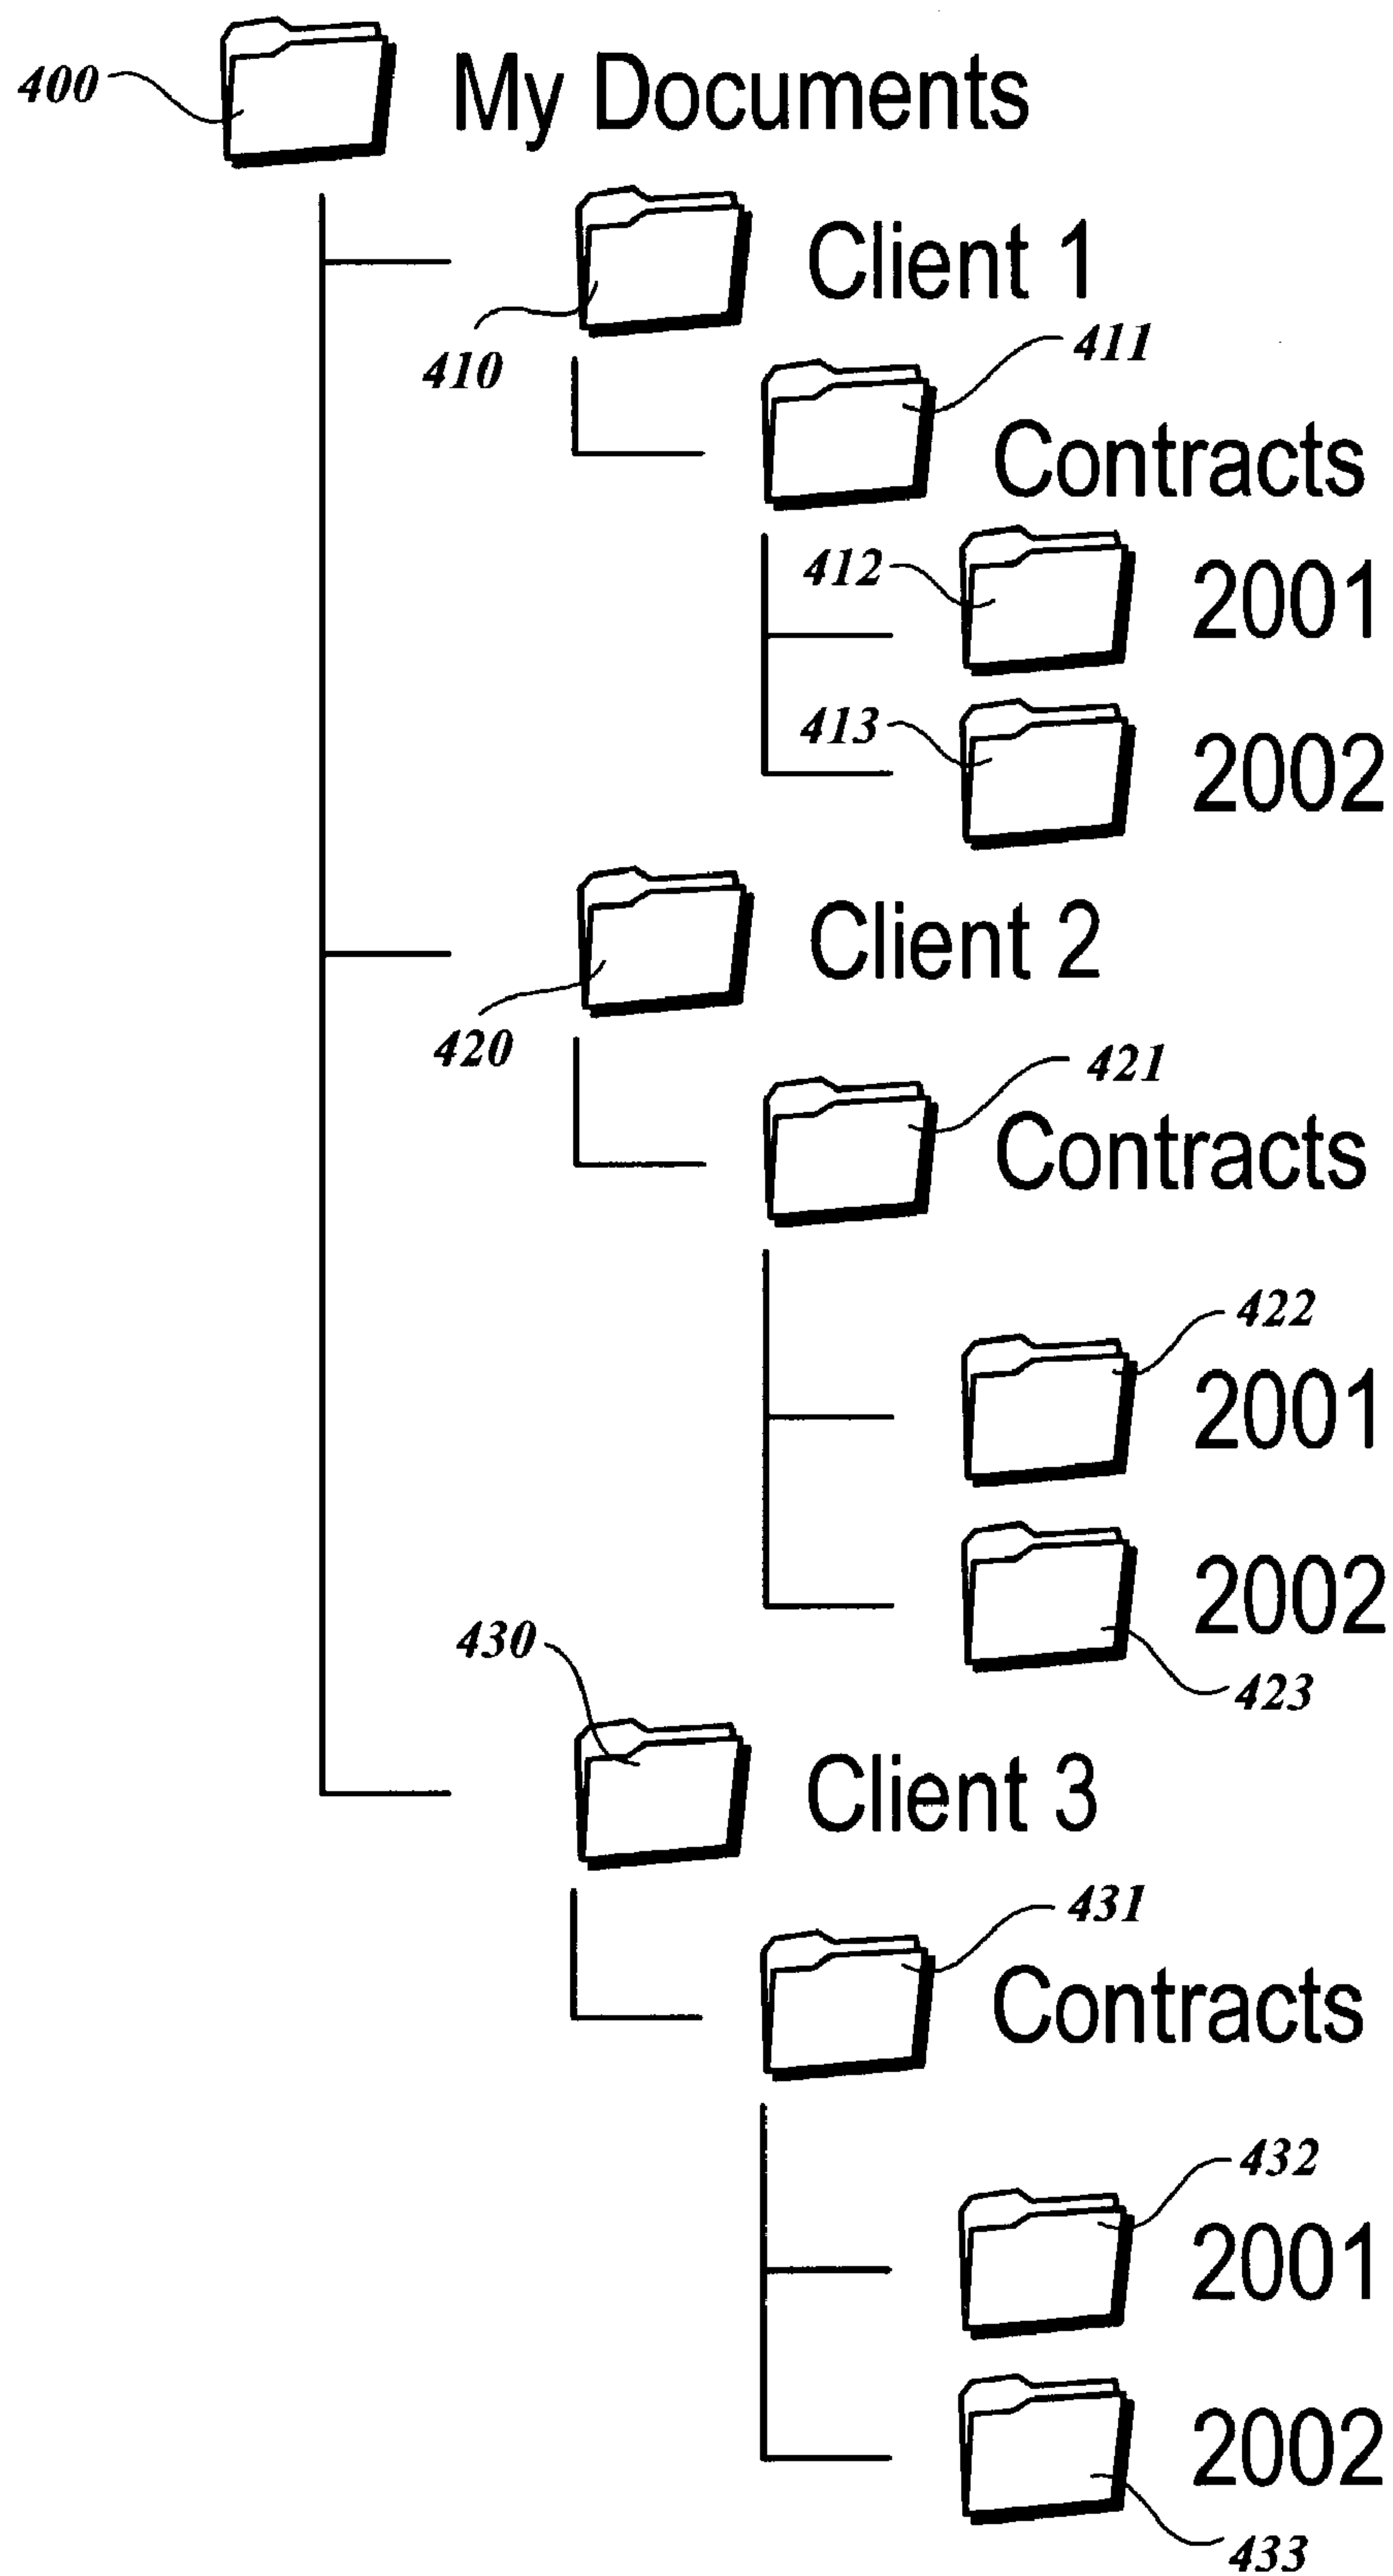 400 My Documents
Client 1
410
411
Contracts
412 2001
413 2002
Client 2
420
421
Contracts
422
2001
2002
430
423
Client 3
431
Contracts
432
2001
2002
433